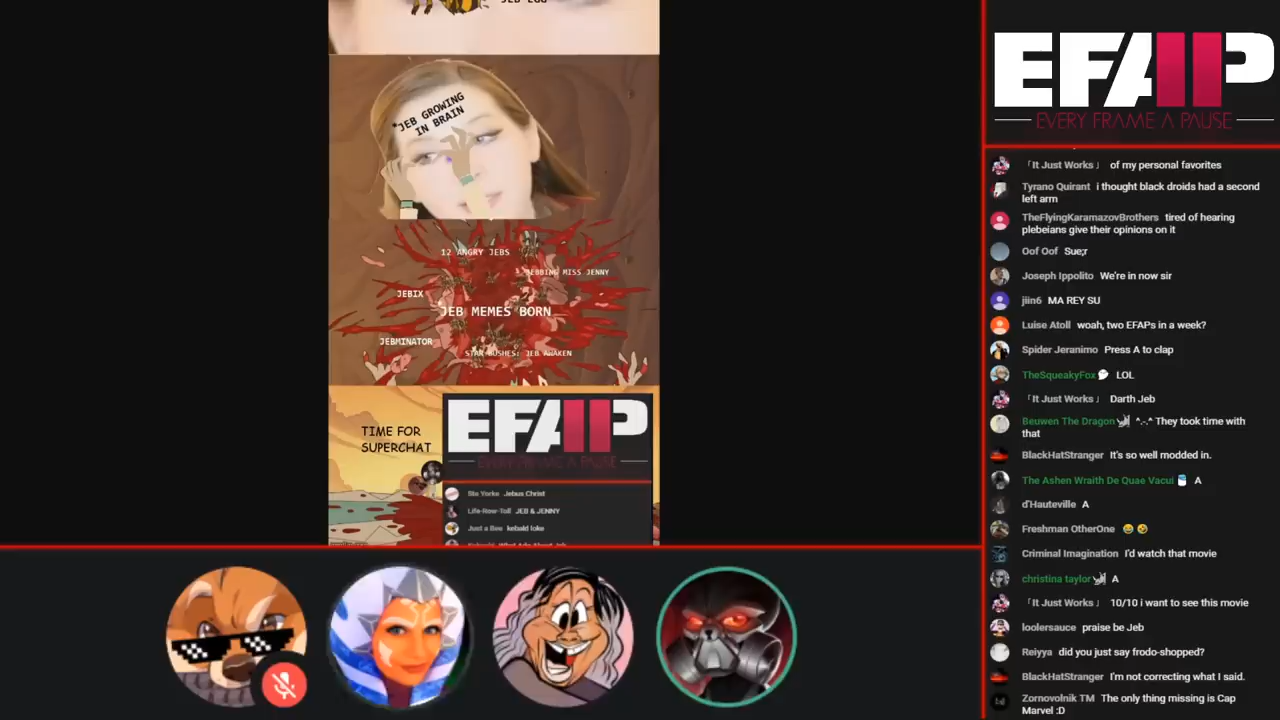 JEB EGG
*JEB GROWING
IN BRAIN
12 ANGRY JEBS
JEBBING MISS JENNY
JEBIX
JEB MEMES BORN
JEBMINATOR
STAR BUSHES: JEB AWAKEN
TIME FOR
SUPERCHAT
EFAP
EVERY FRAME A PAUSE
Jebus Christ
JEB & JENNY
Just a Bee kebald loke
EFAP
EVERY FRAME A PAUSE
「It Just Works」 of my personal favorites
Tyrano Quirant i thought black droids had a second
left arm
TheFlyingKaramazovBrothers tired of hearing
plebeians give their opinions on it
Oof Oof Sue;r
Joseph Ippolito We're in now sir
jiin6 MA REY SU
Luise Atoll woah, two EFAPs in a week?
Spider Jeranimo Press A to clap
TheSqueakyFox LOL
「It Just Works」 Darth Jeb
Beuwen The Dragon ^.-.^ They took time with
that
BlackHatStranger It's so well modded in.
The Ashen Wraith De Quae Vacui A
d'Hauteville A
Freshman OtherOne 😂 🤣
Criminal Imagination I'd watch that movie
christina taylor A
「It Just Works」 10/10 i want to see this movie
loolersauce praise be Jeb
Reiyya did you just say frodo-shopped?
BlackHatStranger I'm not correcting what I said.
Zornovolnik TM The only thing missing is Cap
Marvel :D